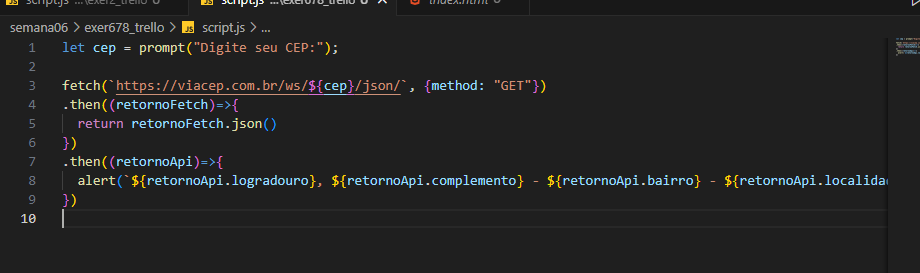 script.js ...\exer2_trello U
script.js ...\exer678_trello U
index.html U
semana06 > exer678_trello > JS script.js > ...
1 let cep = prompt("Digite seu CEP:");
2
3 fetch(`https://viacep.com.br/ws/${cep}/json/`, {method: "GET"})
4 .then((retornoFetch)=>{
5 return retornoFetch.json()
6 })
7 .then((retornoApi)=>{
8 alert(`${retornoApi.logradouro}, ${retornoApi.complemento} - ${retornoApi.bairro} - ${retornoApi.localidad
9 })
10